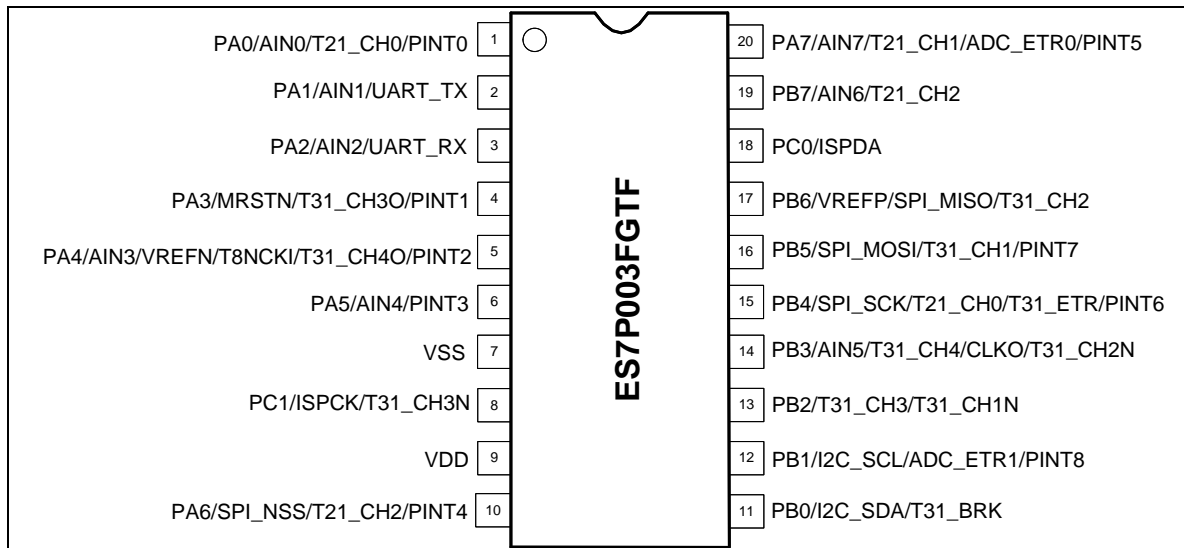 PA0/AIN0/T21_CH0/PINT0 1 20 PA7/AIN7/T21_CH1/ADC_ETR0/PINT5
PA1/AIN1/UART_TX 2 19 PB7/AIN6/T21_CH2
PA2/AIN2/UART_RX 3 18 PC0/ISPDA
PA3/MRSTN/T31_CH3O/PINT1 4 17 PB6/VREFP/SPI_MISO/T31_CH2
PA4/AIN3/VREFN/T8NCKI/T31_CH4O/PINT2 5 16 PB5/SPI_MOSI/T31_CH1/PINT7
PA5/AIN4/PINT3 6 15 PB4/SPI_SCK/T21_CH0/T31_ETR/PINT6
VSS 7 14 PB3/AIN5/T31_CH4/CLKO/T31_CH2N
PC1/ISPCK/T31_CH3N 8 13 PB2/T31_CH3/T31_CH1N
VDD 9 12 PB1/I2C_SCL/ADC_ETR1/PINT8
PA6/SPI_NSS/T21_CH2/PINT4 10 11 PB0/I2C_SDA/T31_BRK
ES7P003FGTF